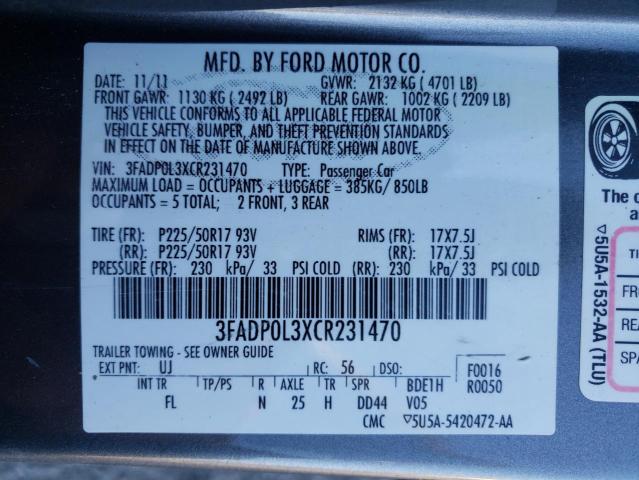 MFD. BY FORD MOTOR CO.
DATE: 11/11 GVWR: 2132 KG ( 4701 LB)
FRONT GAWR: 1130 KG ( 2492 LB) REAR GAWR: 1002 KG ( 2209 LB)
THIS VEHICLE CONFORMS TO ALL APPLICABLE FEDERAL MOTOR
VEHICLE SAFETY, BUMPER, AND THEFT PREVENTION STANDARDS
IN EFFECT ON THE DATE OF MANUFACTURE SHOWN ABOVE.
VIN: 3FADP0L3XCR231470 TYPE: Passenger Car
MAXIMUM LOAD = OCCUPANTS + LUGGAGE = 385KG/ 850LB
OCCUPANTS = 5 TOTAL; 2 FRONT, 3 REAR
TIRE (FR): P225/50R17 93V RIMS (FR): 17X7.5J
(RR): P225/50R17 93V (RR): 17X7.5J
PRESSURE (FR): 230 kPa/ 33 PSI COLD (RR): 230 kPa/ 33 PSI COLD
3FADP0L3XCR231470
TRAILER TOWING - SEE OWNER GUIDE
EXT PNT: UJ RC: 56 DSO: F0016
INT TR TP/PS R AXLE TR SPR BDE1H R0050
FL N 25 H DD44 V05
CMC ▽5U5A-5420472-AA
The
a
▽5U5A-1532-AA (TLU)
TI
FR
REA
SPA